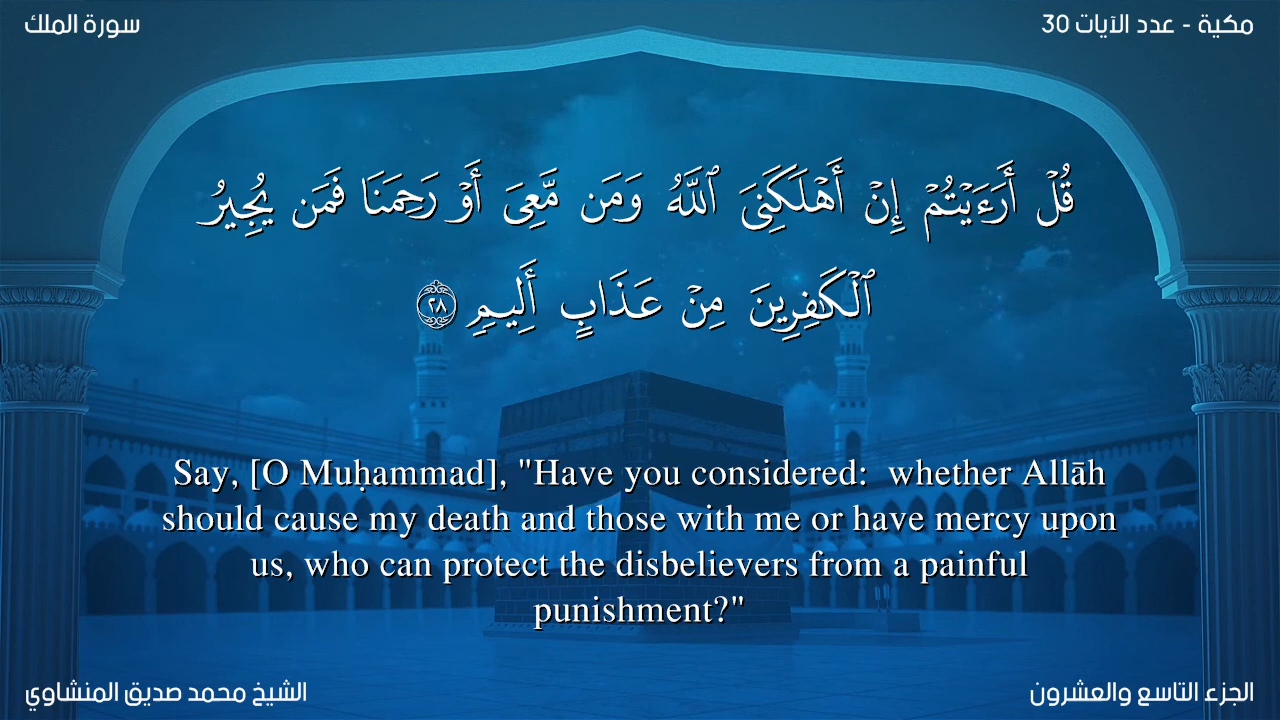 مكية - عدد الآيات 30
سورة الملك
قُلْ أَرَءَيْتُمْ إِنْ أَهْلَكَنِىَ ٱللَّهُ وَمَن مَّعِىَ أَوْ رَحِمَنَا فَمَن يُجِيرُ
ٱلْكَٰفِرِينَ مِنْ عَذَابٍ أَلِيمٍ ٢٨
Say, [O Muḥammad], "Have you considered:  whether Allāh
should cause my death and those with me or have mercy upon
us, who can protect the disbelievers from a painful
punishment?"
الجزء التاسع والعشرون
الشيخ محمد صديق المنشاوي